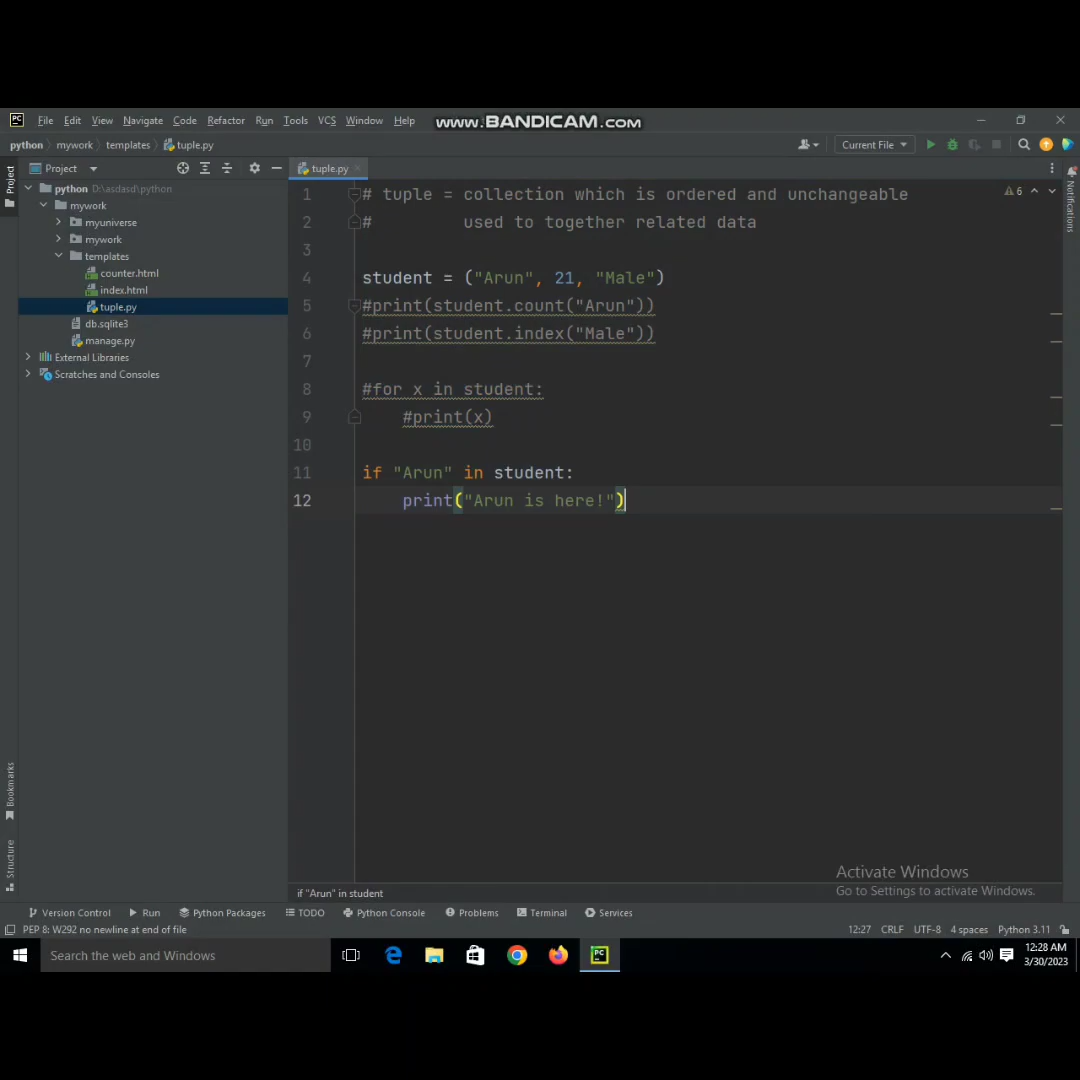 PC File Edit View Navigate Code Refactor Run Tools VCS Window Help www.BANDICAM.com
python mywork templates tuple.py Current File
Project
Project tuple.py
1 # tuple = collection which is ordered and unchangeable
6
2 #         used to together related data
3
4 student = ("Arun", 21, "Male")
5 #print(student.count("Arun"))
6 #print(student.index("Male"))
7
8 #for x in student:
9     #print(x)
10
11 if "Arun" in student:
12     print("Arun is here!")
python D:\asdasd\python
mywork
myuniverse
mywork
templates
counter.html
index.html
tuple.py
db.sqlite3
manage.py
External Libraries
Scratches and Consoles
Notifications
Bookmarks
Structure
Activate Windows
Go to Settings to activate Windows.
if "Arun" in student
Version Control Run Python Packages TODO Python Console Problems Terminal Services
PEP 8: W292 no newline at end of file 12:27 CRLF UTF-8 4 spaces Python 3.11
Search the web and Windows PC 12:28 AM
3/30/2023